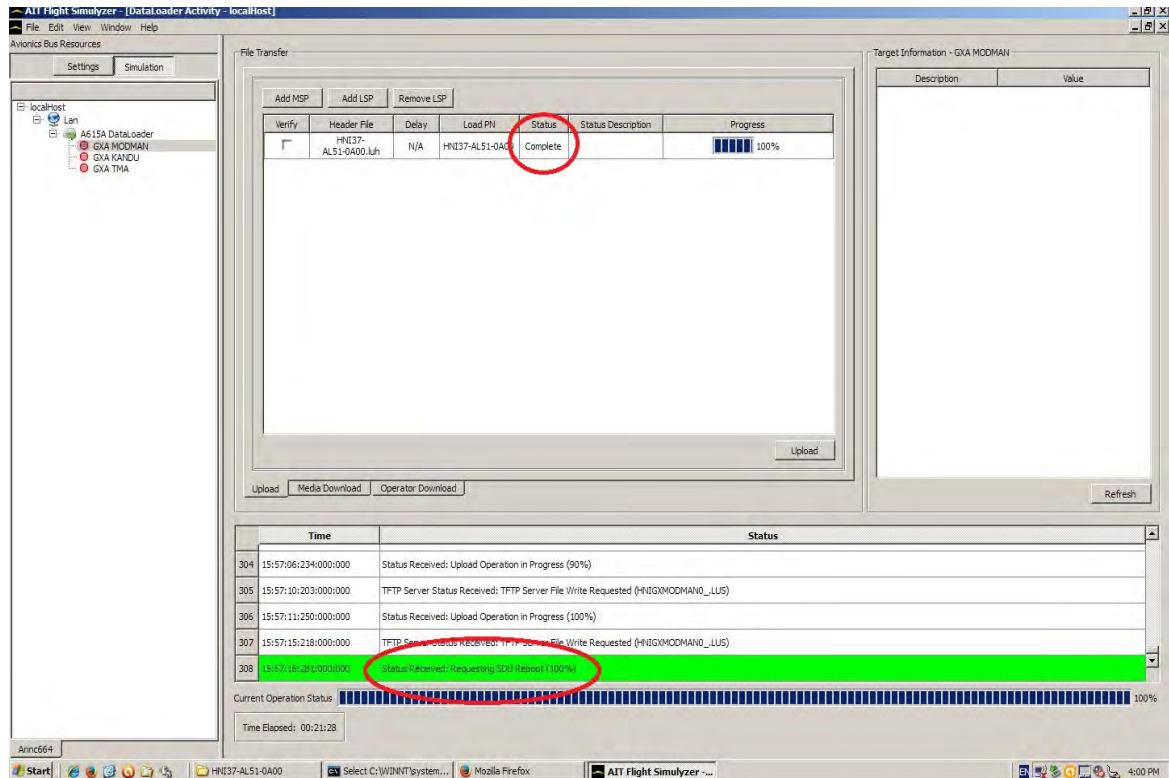 AIT Flight Simulyzer - [DataLoader Activity - localHost]
File Edit View Window Help
Avionics Bus Resources
Settings Simulation
localHost
Lan
A615A DataLoader
GXA MODMAN
GXA KANDU
GXA TMA
Arinc664
File Transfer
Add MSP Add LSP Remove LSP
Verify Header File Delay Load PN Status Status Description Progress
HNI37-
AL51-0A00.luh N/A HNI37-AL51-0A00 Complete 100%
Upload
Upload Media Download Operator Download
Target Information - GXA MODMAN
Description Value
Refresh
Time Status
304 15:57:06:234:000:000 Status Received: Upload Operation in Progress (90%)
305 15:57:10:203:000:000 TFTP Server Status Received: TFTP Server File Write Requested (HNIGXMODMAN0_.LUS)
306 15:57:11:250:000:000 Status Received: Upload Operation in Progress (100%)
307 15:57:15:218:000:000 TFTP Server Status Received: TFTP Server File Write Requested (HNIGXMODMAN0_.LUS)
308 15:57:16:281:000:000 Status Received: Requesting SDU Reboot (100%)
Current Operation Status 100%
Time Elapsed: 00:21:28
Start HNI37-AL51-0A00 Select C:\WINNT\system... Mozilla Firefox AIT Flight Simulyzer -... EN 4:00 PM